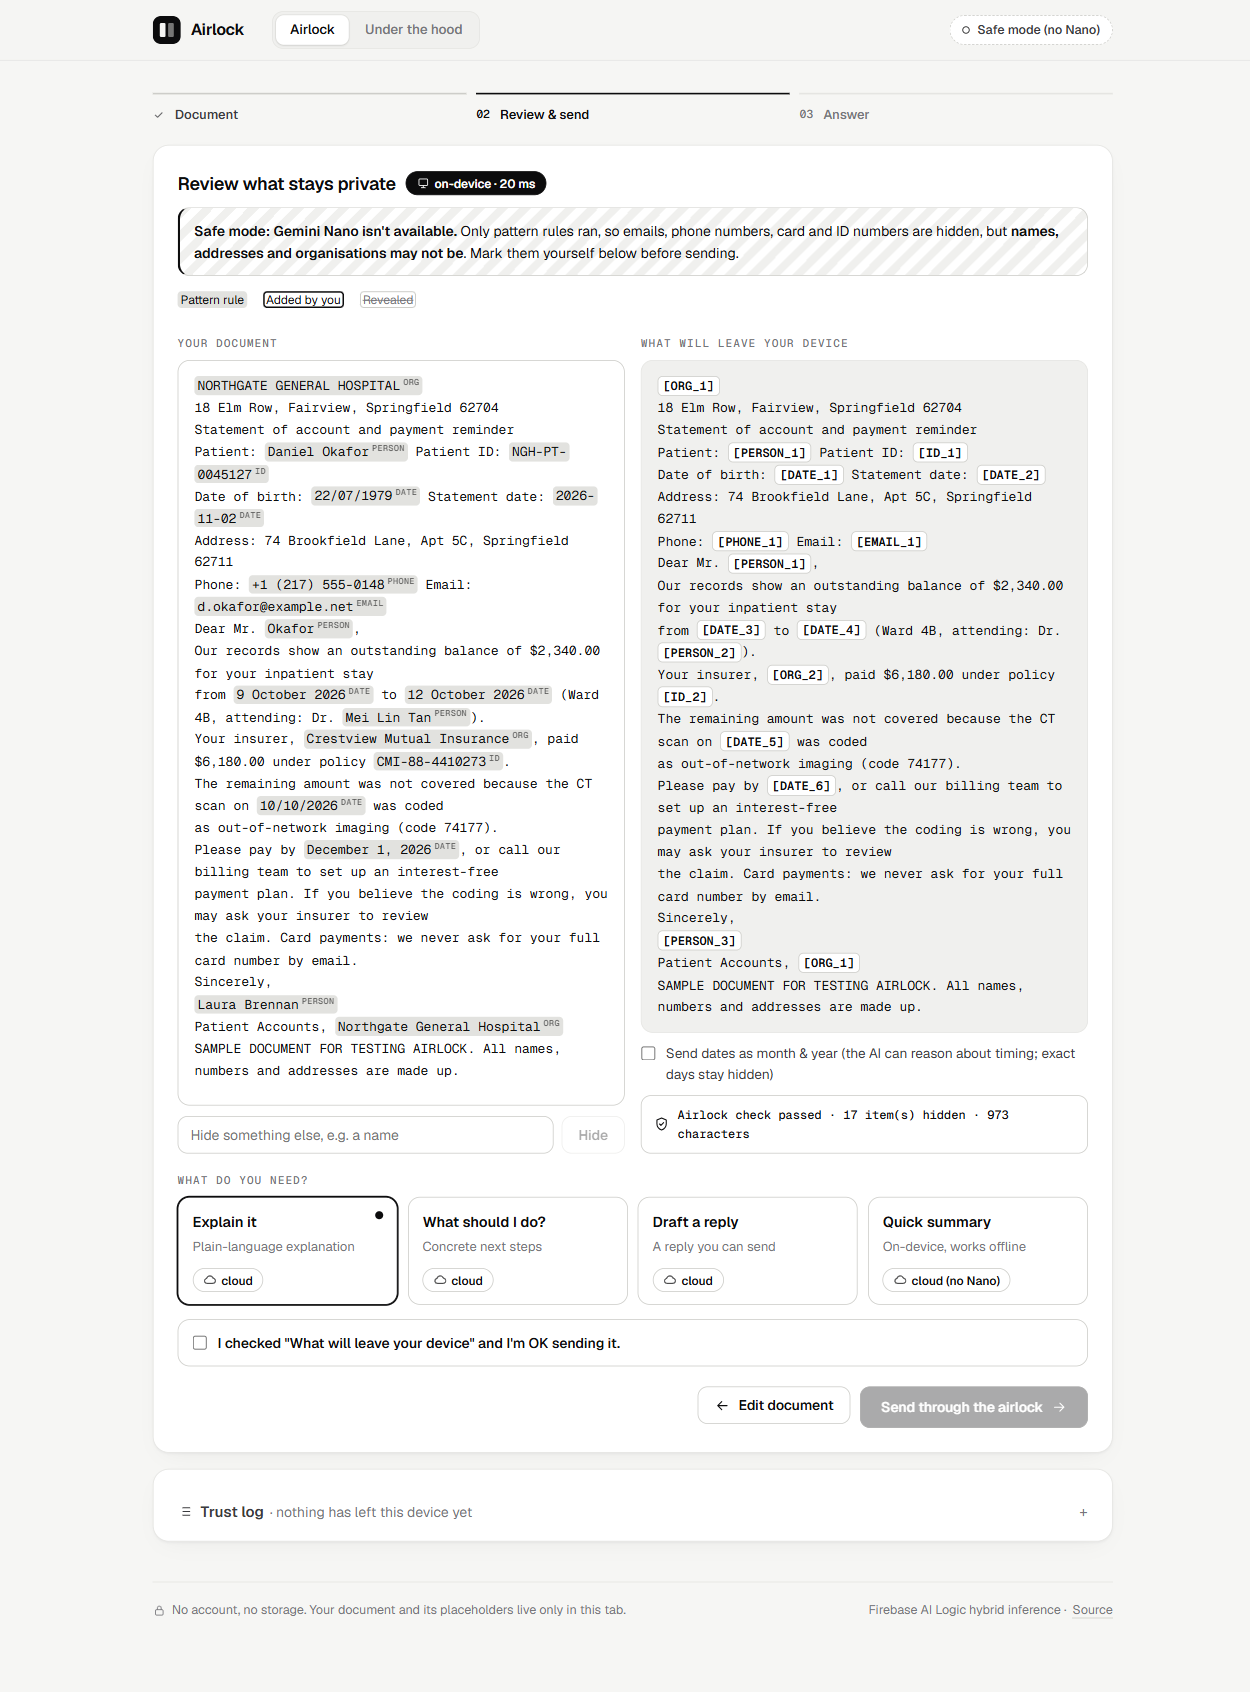 Airlock
Airlock
Under the hood
Safe mode (no Nano)
Document
02 Review & send
03 Answer
Review what stays private
on-device · 20 ms
Safe mode: Gemini Nano isn't available. Only pattern rules ran, so emails, phone numbers, card and ID numbers are hidden, but names,
addresses and organisations may not be. Mark them yourself below before sending.
Pattern rule
Added by you
Revealed
YOUR DOCUMENT
NORTHGATE GENERAL HOSPITAL ORG
18 Elm Row, Fairview, Springfield 62704
Statement of account and payment reminder
Patient: Daniel Okafor PERSON Patient ID: NGH-PT-
0045127 ID
Date of birth: 22/07/1979 DATE Statement date: 2026-
11-02 DATE
Address: 74 Brookfield Lane, Apt 5C, Springfield
62711
Phone: +1 (217) 555-0148 PHONE Email:
d.okafor@example.net EMAIL
Dear Mr. Okafor PERSON,
Our records show an outstanding balance of $2,340.00
for your inpatient stay
from 9 October 2026 DATE to 12 October 2026 DATE (Ward
4B, attending: Dr. Mei Lin Tan PERSON).
Your insurer, Crestview Mutual Insurance ORG, paid
$6,180.00 under policy CMI-88-4410273 ID.
The remaining amount was not covered because the CT
scan on 10/10/2026 DATE was coded
as out-of-network imaging (code 74177).
Please pay by December 1, 2026 DATE, or call our
billing team to set up an interest-free
payment plan. If you believe the coding is wrong, you
may ask your insurer to review
the claim. Card payments: we never ask for your full
card number by email.
Sincerely,
Laura Brennan PERSON
Patient Accounts, Northgate General Hospital ORG
SAMPLE DOCUMENT FOR TESTING AIRLOCK. All names,
numbers and addresses are made up.
Hide something else, e.g. a name
Hide
WHAT WILL LEAVE YOUR DEVICE
[ORG_1]
18 Elm Row, Fairview, Springfield 62704
Statement of account and payment reminder
Patient: [PERSON_1] Patient ID: [ID_1]
Date of birth: [DATE_1] Statement date: [DATE_2]
Address: 74 Brookfield Lane, Apt 5C, Springfield
62711
Phone: [PHONE_1] Email: [EMAIL_1]
Dear Mr. [PERSON_1],
Our records show an outstanding balance of $2,340.00
for your inpatient stay
from [DATE_3] to [DATE_4] (Ward 4B, attending: Dr.
[PERSON_2]).
Your insurer, [ORG_2], paid $6,180.00 under policy
[ID_2].
The remaining amount was not covered because the CT
scan on [DATE_5] was coded
as out-of-network imaging (code 74177).
Please pay by [DATE_6], or call our billing team to
set up an interest-free
payment plan. If you believe the coding is wrong, you
may ask your insurer to review
the claim. Card payments: we never ask for your full
card number by email.
Sincerely,
[PERSON_3]
Patient Accounts, [ORG_1]
SAMPLE DOCUMENT FOR TESTING AIRLOCK. All names,
numbers and addresses are made up.
Send dates as month & year (the AI can reason about timing; exact
days stay hidden)
Airlock check passed · 17 item(s) hidden · 973
characters
WHAT DO YOU NEED?
Explain it
Plain-language explanation
cloud
What should I do?
Concrete next steps
cloud
Draft a reply
A reply you can send
cloud
Quick summary
On-device, works offline
cloud (no Nano)
I checked "What will leave your device" and I'm OK sending it.
← Edit document
Send through the airlock →
Trust log · nothing has left this device yet
+
No account, no storage. Your document and its placeholders live only in this tab.
Firebase AI Logic hybrid inference · Source